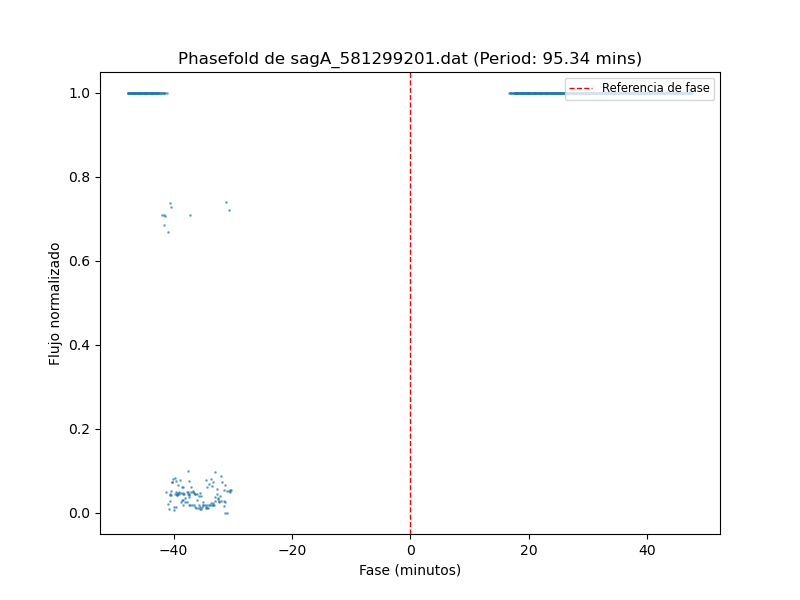 Phasefold de sagA_581299201.dat (Period: 95.34 mins)
Referencia de fase
Flujo normalizado
1.0
0.8
0.6
0.4
0.2
0.0
−40
−20
0
20
40
Fase (minutos)